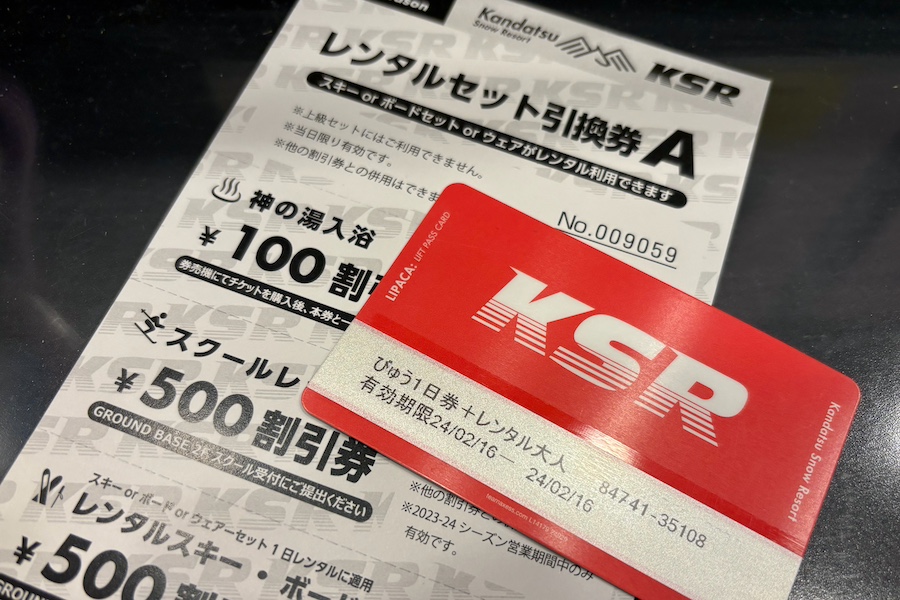 Kandatsu
Snow Resort
KSR
レンタルセット引換券 A
スキー or ボードセット or ウェアがレンタル利用できます
※上級セットにはご利用できません。
※当日限り有効です。
※他の割引券との併用はできま
No.009059
神の湯入浴
¥100割
券売機にてチケットを購入後、本券と一
スクールレ
¥500割引券
GROUND BASE 2F スクール受付にご提出ください
スキー or ボード or ウェアーセット1日レンタルに適用
レンタルスキー・ボード
¥500割
※他の割引券との
※2023-24 シーズン営業期間中のみ
有効です。
LIPACA: LIFT PASS CARD
KSR
びゅう1日券+レンタル大人
有効期限24/02/16 — 24/02/16
84741-35108
Kandatsu Snow Resort